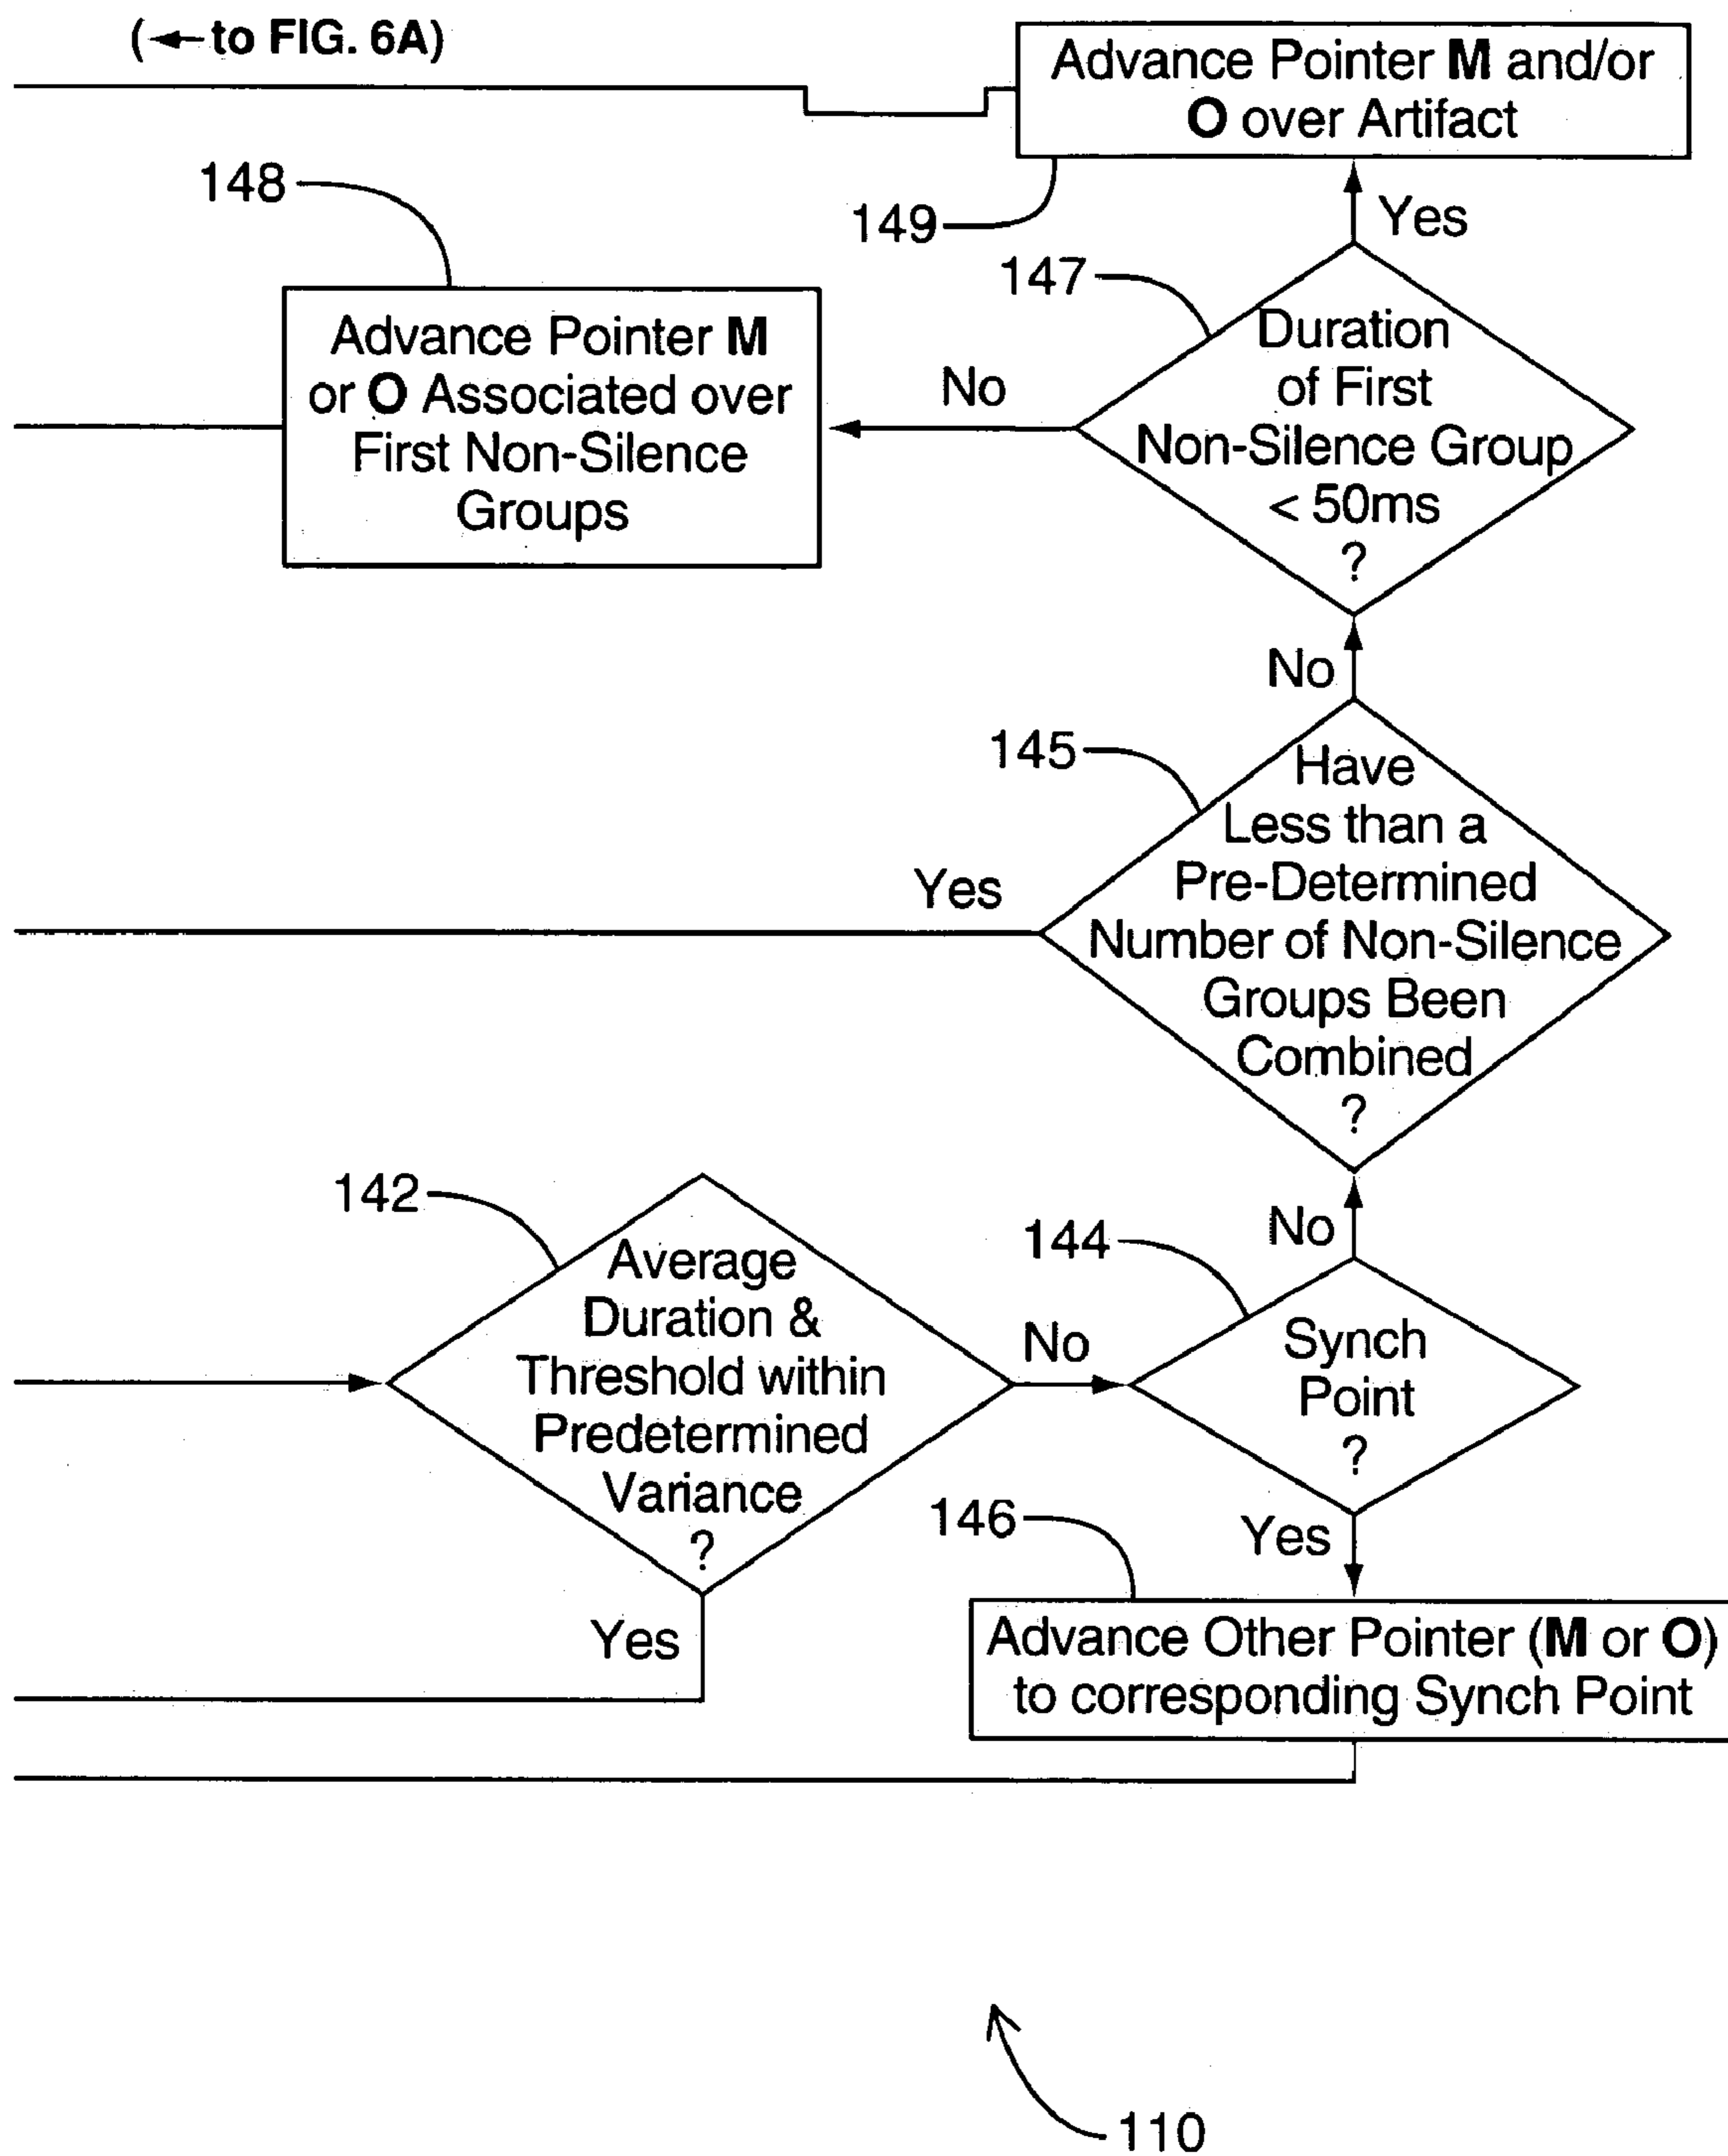 (←to FIG. 6A)
Advance Pointer M and/or
O over Artifact
148
149
Yes
147
Advance Pointer M
or O Associated over
First Non-Silence
Groups
No
Duration
of First
Non-Silence Group
< 50ms
?
No
145
Have
Less than a
Pre-Determined
Number of Non-Silence
Groups Been
Combined
?
Yes
142
Average
Duration &
Threshold within
Predetermined
Variance
?
No
144
No
Synch
Point
?
Yes
146
Yes
Advance Other Pointer (M or O)
to corresponding Synch Point
110